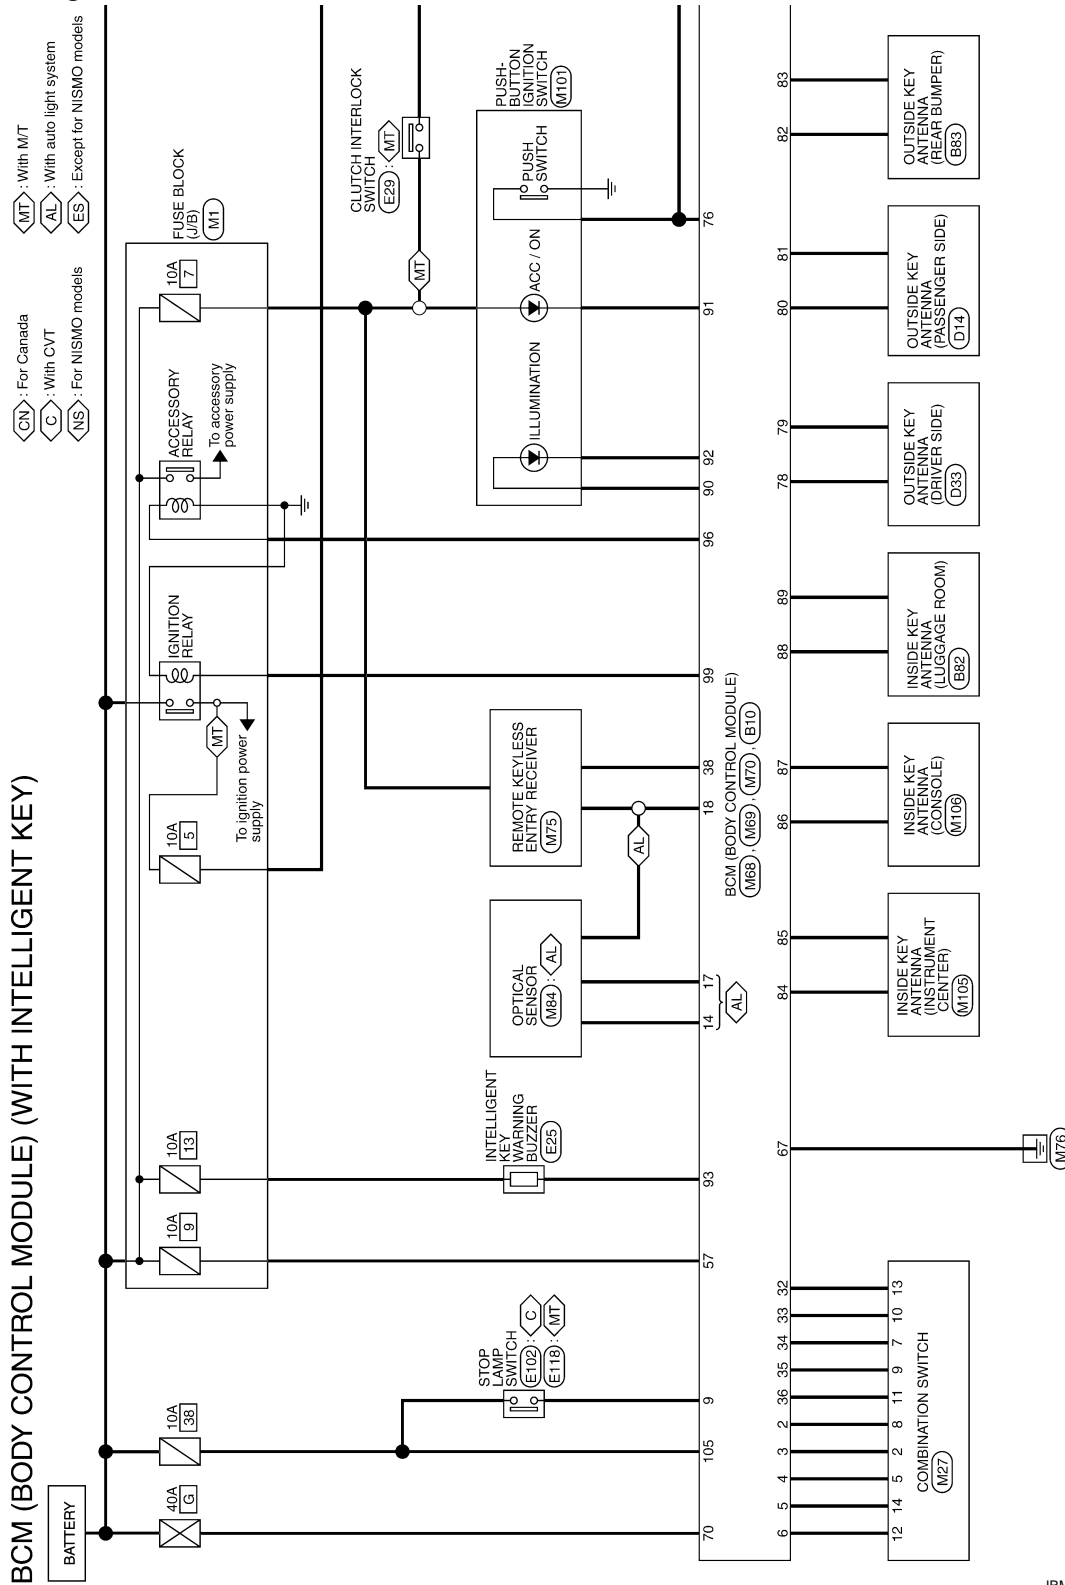 BCM (BODY CONTROL MODULE) (WITH INTELLIGENT KEY)
CN : For Canada
C : With CVT
NS : For NISMO models
MT : With M/T
AL : With auto light system
ES : Except for NISMO models
BATTERY
40A
G
10A
38
10A
9
10A
13
10A
5
IGNITION
RELAY
MT
To ignition power
supply
ACCESSORY
RELAY
To accessory
power supply
10A
7
FUSE BLOCK
(J/B)
M1
STOP
LAMP
SWITCH
E102 : C
E118 : MT
INTELLIGENT
KEY
WARNING
BUZZER
E25
OPTICAL
SENSOR
M84 : AL
AL
REMOTE KEYLESS
ENTRY RECEIVER
M75
ILLUMINATION
ACC / ON
PUSH
SWITCH
PUSH-
BUTTON
IGNITION
SWITCH
M101
MT
CLUTCH INTERLOCK
SWITCH
E29 : MT
70
105
9
57
93
14
17
AL
18
38
99
96
90
92
91
76
BCM (BODY CONTROL MODULE)
M68 , M69 , M70 , B10
6
5
4
3
2
36
35
34
33
32
67
84
85
86
87
88
89
78
79
80
81
82
83
12
14
5
2
8
11
9
7
10
13
COMBINATION SWITCH
M27
M76
INSIDE KEY
ANTENNA
(INSTRUMENT
CENTER)
M105
INSIDE KEY
ANTENNA
(CONSOLE)
M106
INSIDE KEY
ANTENNA
(LUGGAGE ROOM)
B82
OUTSIDE KEY
ANTENNA
(DRIVER SIDE)
D33
OUTSIDE KEY
ANTENNA
(PASSENGER SIDE)
D14
OUTSIDE KEY
ANTENNA
(REAR BUMPER)
B83